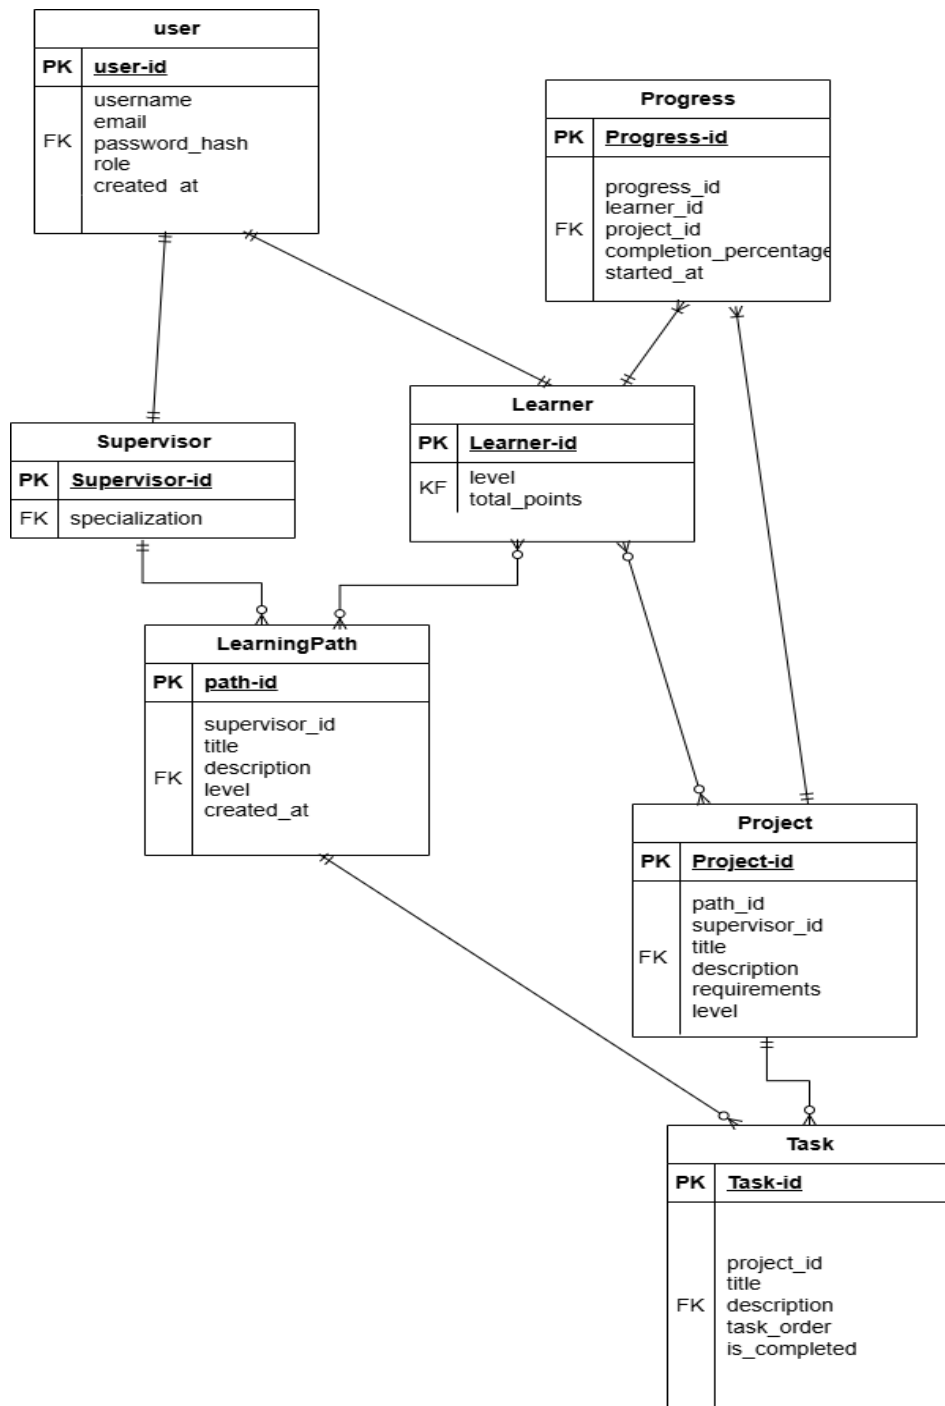 user
PK user-id
FK
username
email
password_hash
role
created_at
Progress
PK Progress-id
FK
progress_id
learner_id
project_id
completion_percentage
started_at
Learner
PK Learner-id
KF
level
total_points
Supervisor
PK Supervisor-id
FK specialization
LearningPath
PK path-id
FK
supervisor_id
title
description
level
created_at
Project
PK Project-id
FK
path_id
supervisor_id
title
description
requirements
level
Task
PK Task-id
FK
project_id
title
description
task_order
is_completed